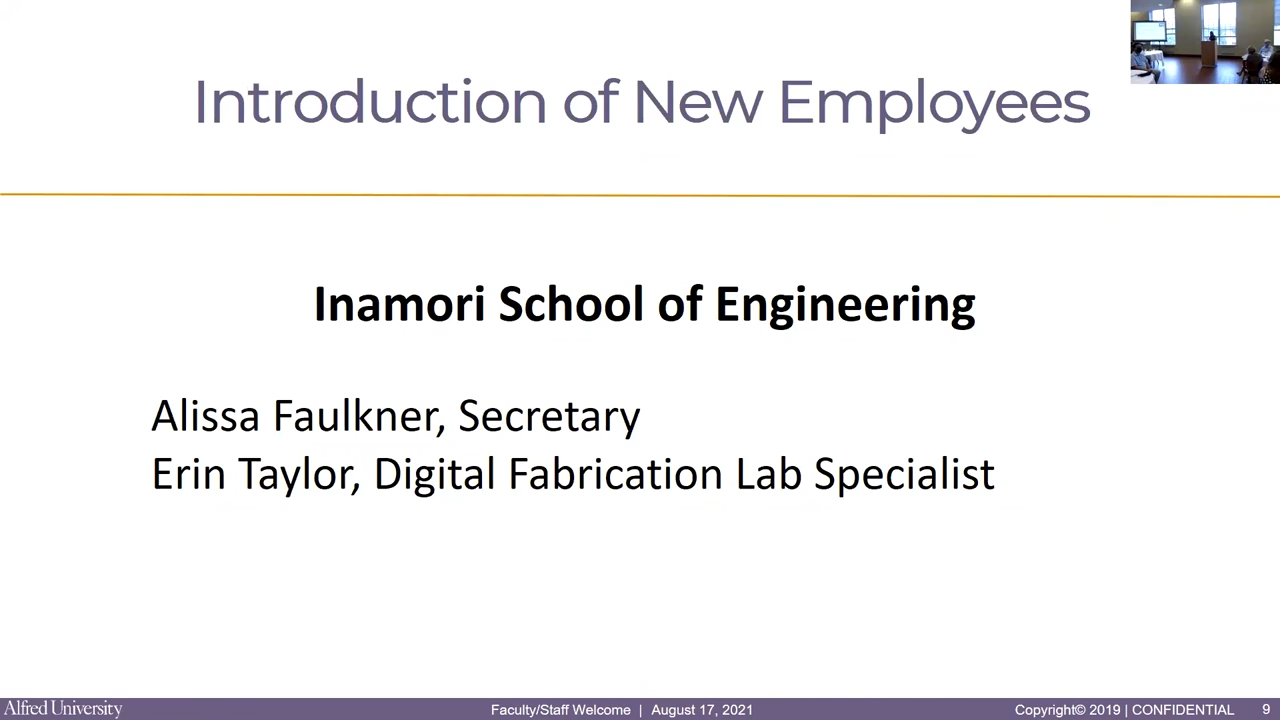 Introduction of New Employees
Inamori School of Engineering
Alissa Faulkner, Secretary
Erin Taylor, Digital Fabrication Lab Specialist
Alfred University
Faculty/Staff Welcome | August 17, 2021
Copyright© 2019 | CONFIDENTIAL
9